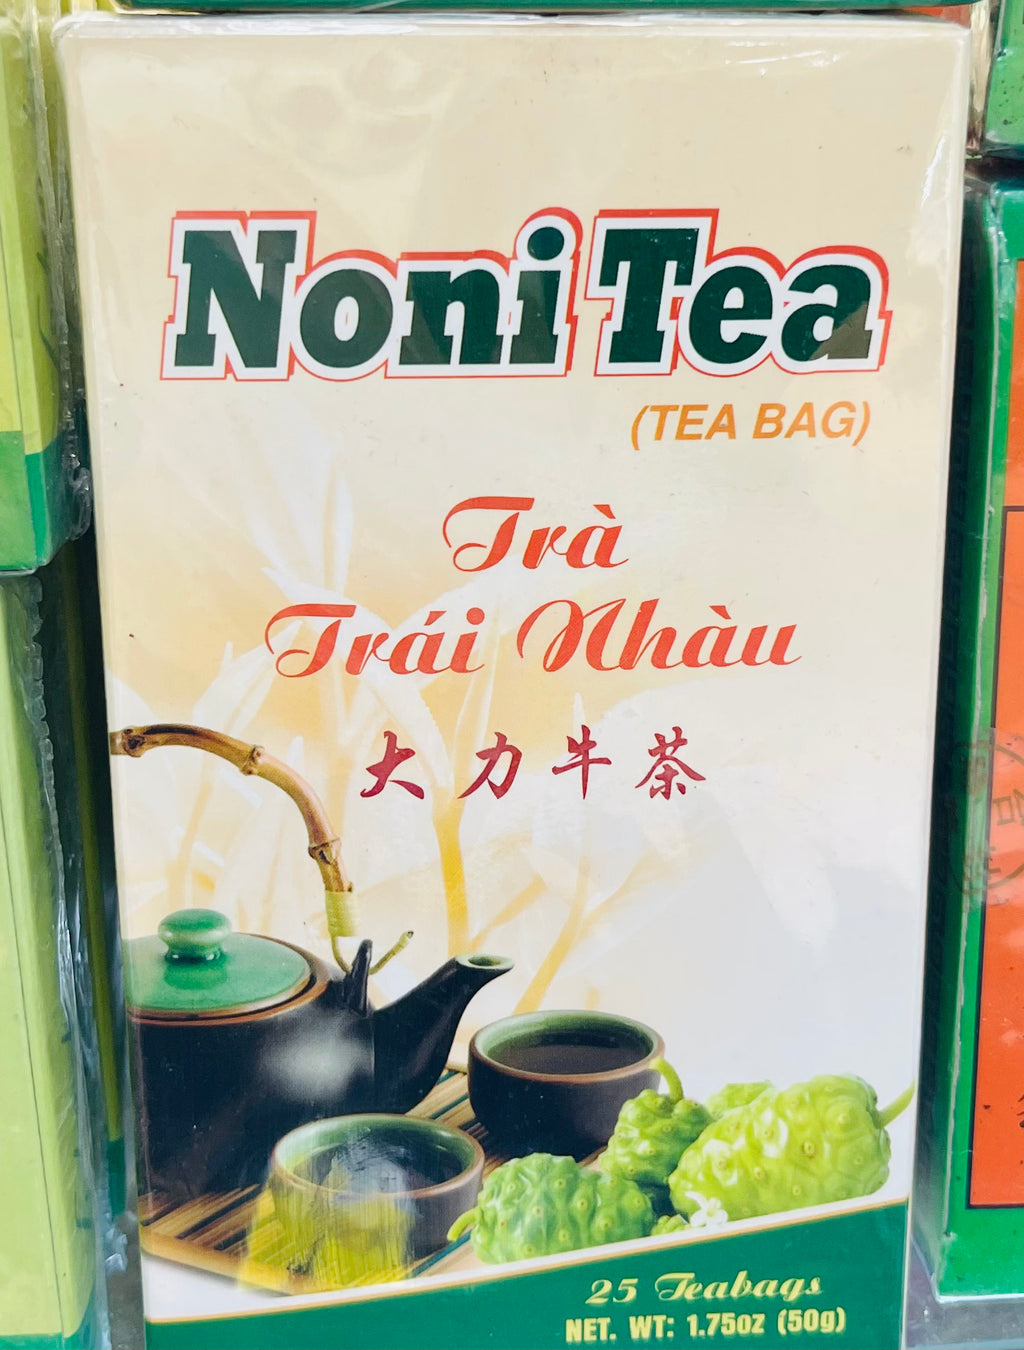 Noni Tea
(TEA BAG)
Trà
Trái Nhàu
大力牛茶
25 Teabags
NET. WT: 1.75oz (50g)